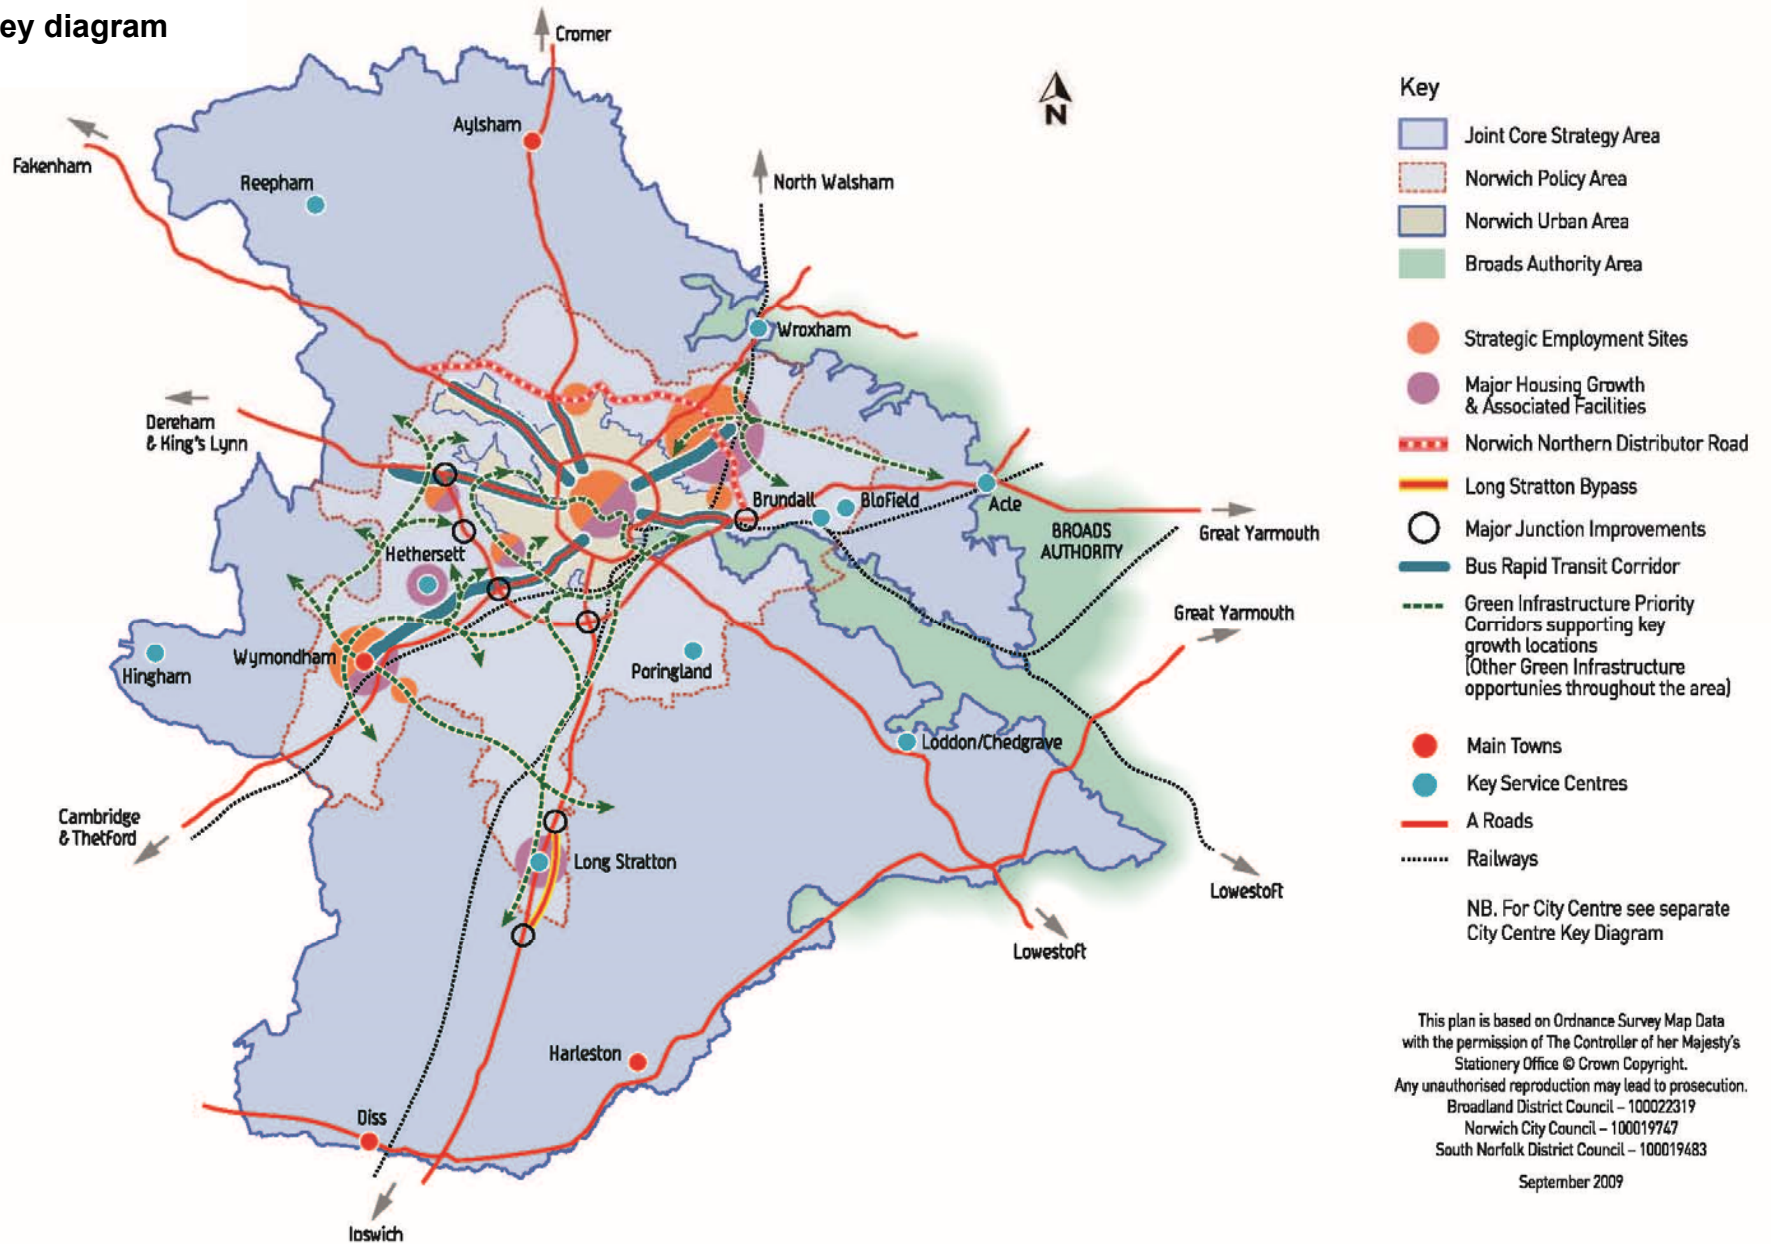 ey diagram
Cromer
Aylsham
Fakenham
Reepham
North Walsham
Wroxham
Dereham
& King's Lynn
Brundall
Blofield
Acle
BROADS
AUTHORITY
Great Yarmouth
Hethersett
Great Yarmouth
Hingham
Wymondham
Poringland
Loddon/Chedgrave
Cambridge
& Thetford
Long Stratton
Lowestoft
Lowestoft
Harleston
Diss
Ipswich
N
Key
Joint Core Strategy Area
Norwich Policy Area
Norwich Urban Area
Broads Authority Area
Strategic Employment Sites
Major Housing Growth
& Associated Facilities
Norwich Northern Distributor Road
Long Stratton Bypass
Major Junction Improvements
Bus Rapid Transit Corridor
Green Infrastructure Priority
Corridors supporting key
growth locations
(Other Green Infrastructure
opportunies throughout the area)
Main Towns
Key Service Centres
A Roads
Railways
NB. For City Centre see separate
City Centre Key Diagram
This plan is based on Ordnance Survey Map Data
with the permission of The Controller of her Majesty's
Stationery Office © Crown Copyright.
Any unauthorised reproduction may lead to prosecution.
Broadland District Council – 100022319
Norwich City Council – 100019747
South Norfolk District Council – 100019483
September 2009